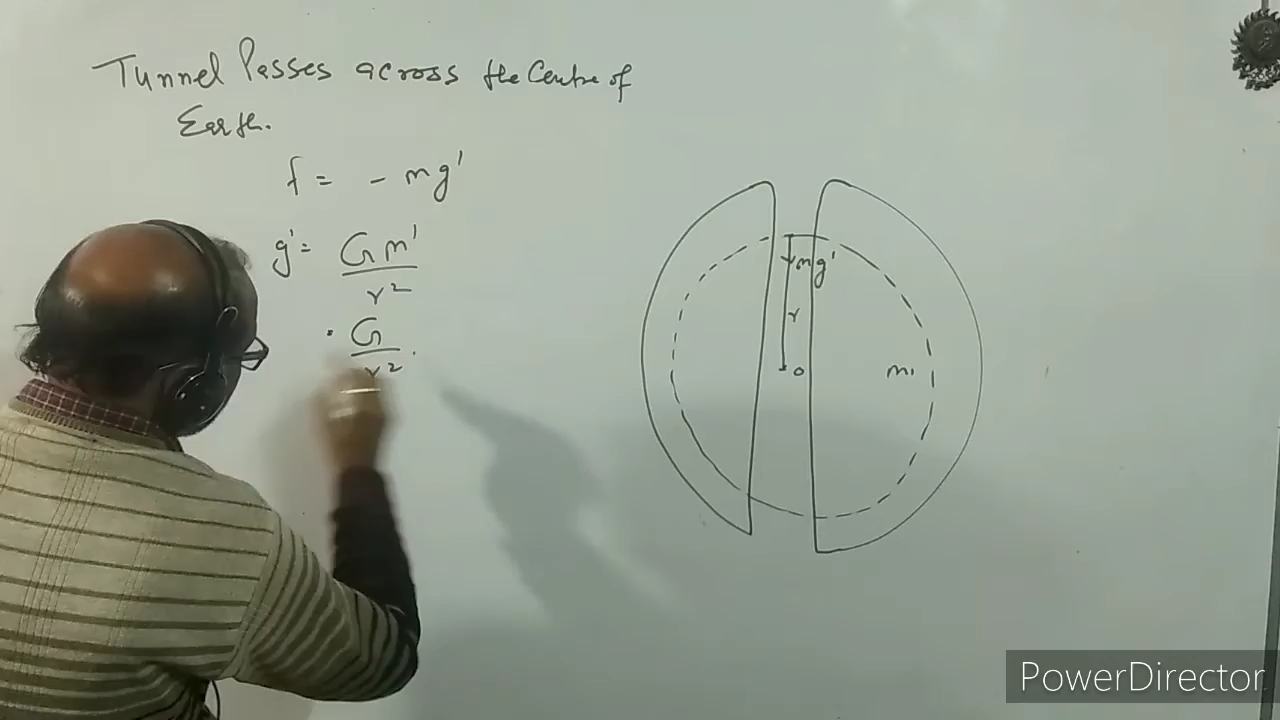 Tunnel Passes across the Centre of
Earth.
f = - mg'
g' = Gm'
r²
= G
r²
mg'
r
o
m'
PowerDirector